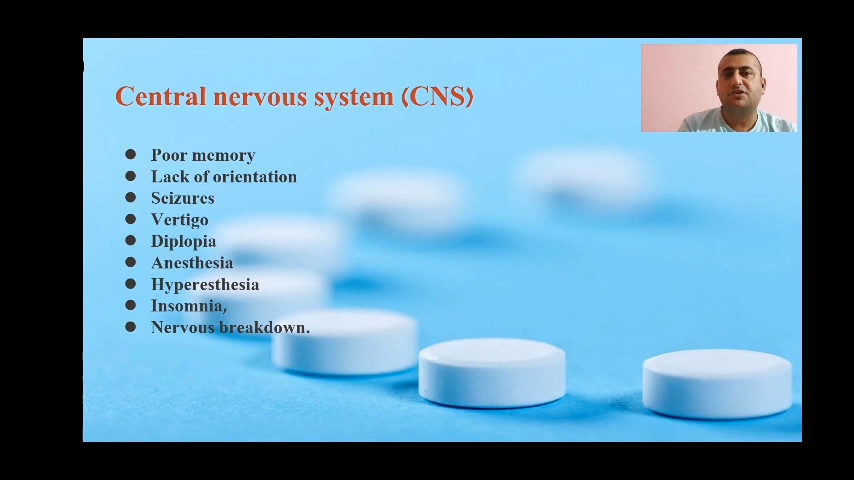 Central nervous system (CNS)
● Poor memory
● Lack of orientation
● Seizures
● Vertigo
● Diplopia
● Anesthesia
● Hyperesthesia
● Insomnia,
● Nervous breakdown.